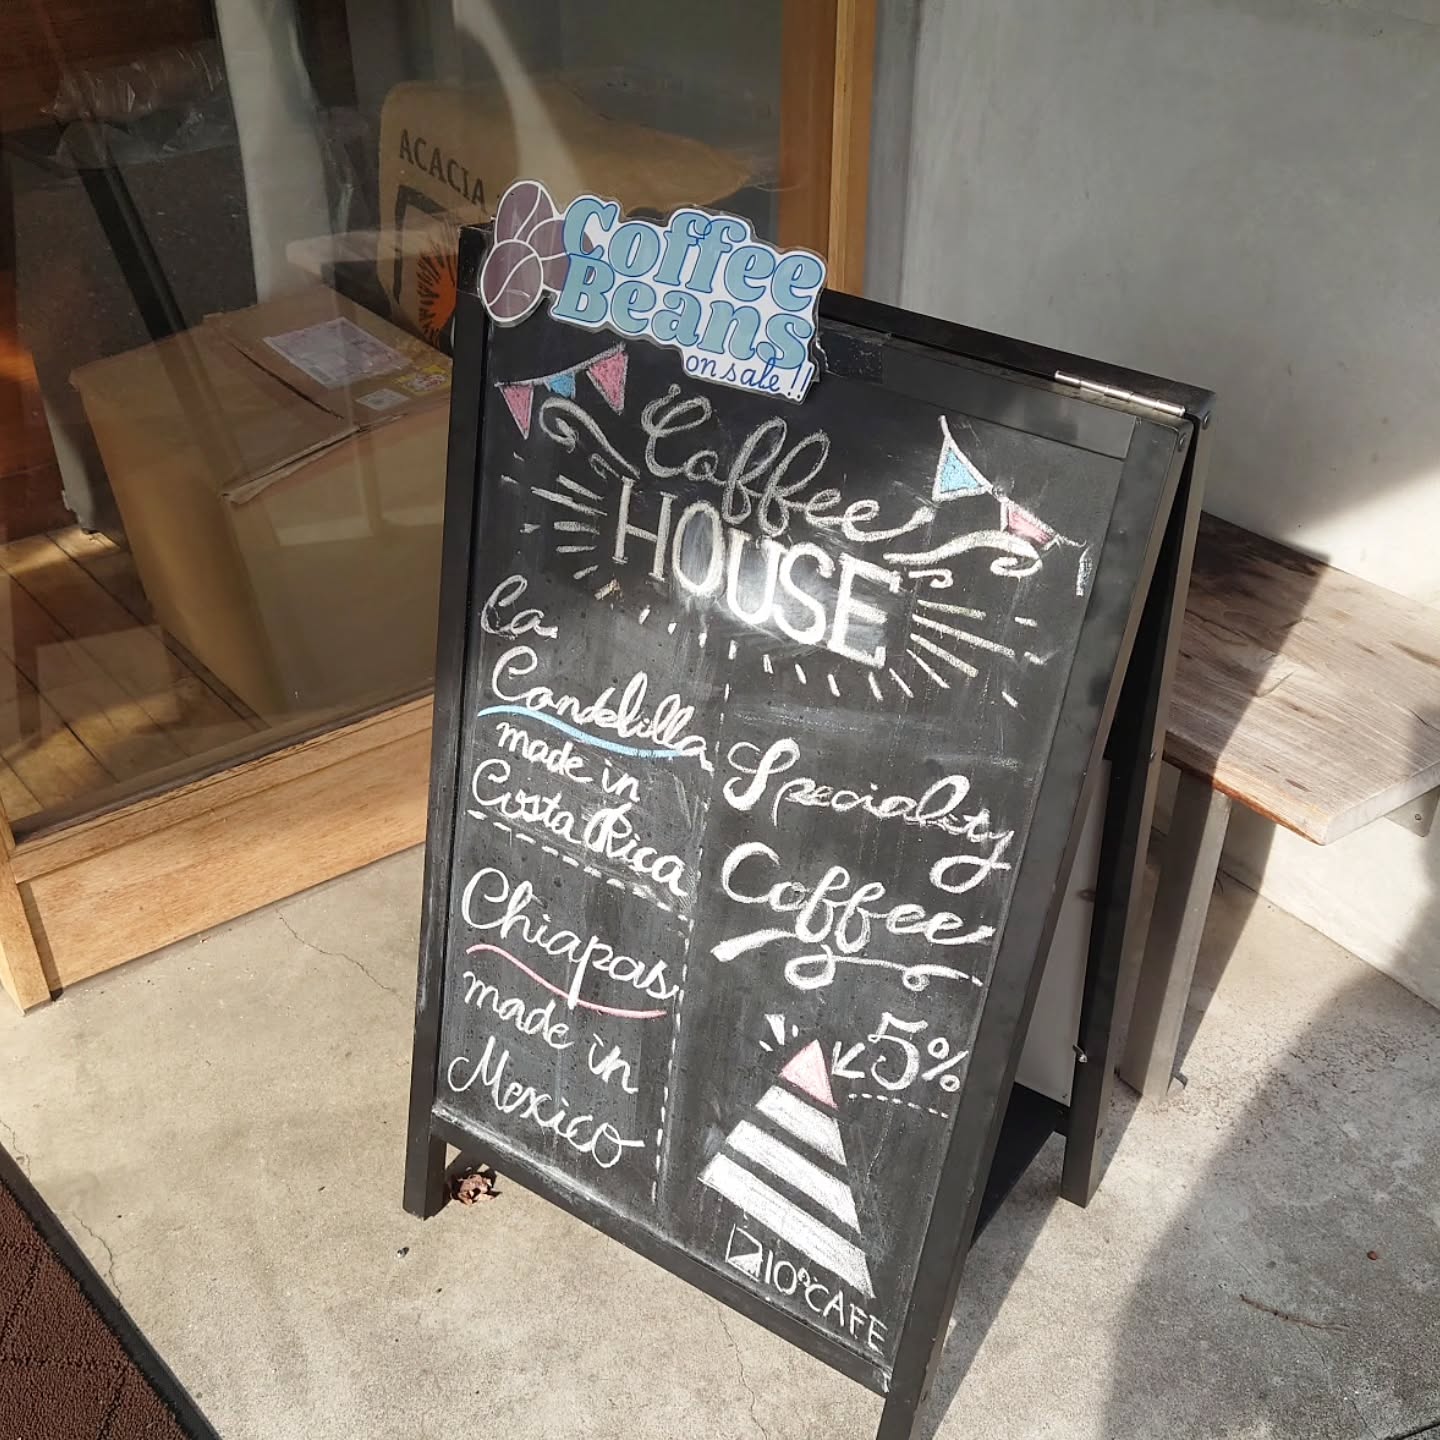 ACACIA
Coffee
Beans
on sale!!
Coffee
HOUSE
La
Candelilla
made in
Costa Rica
Chiapas
made in
Mexico
Speciality
Coffee
5%
10°CAFE